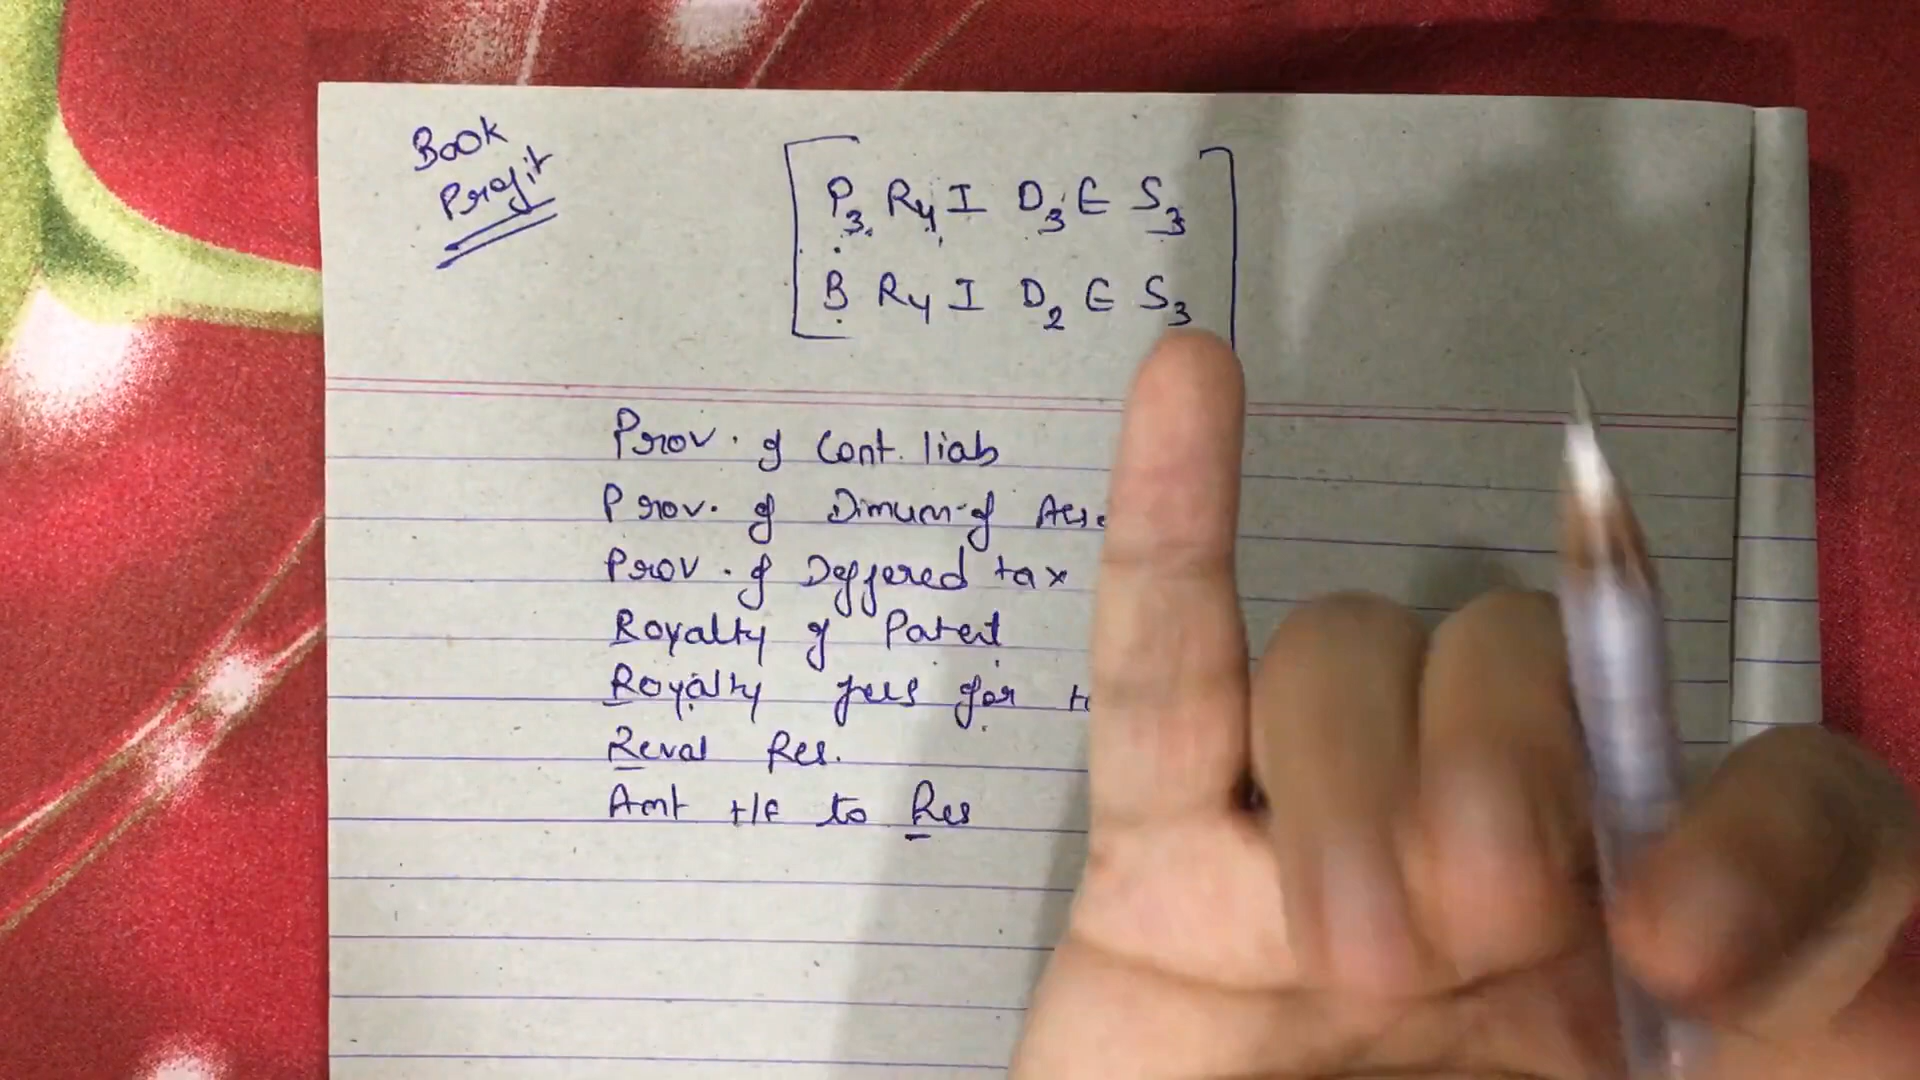 Book
Profit
P3 R4 I D3 E S3
B R4 I D2 E S3
Prov. of Cont. liab
Prov. of Dimun. of
Prov. of Deffered tax
Royalty of Patent
Royalty fees for
Reval Res.
Amt t/f to Res